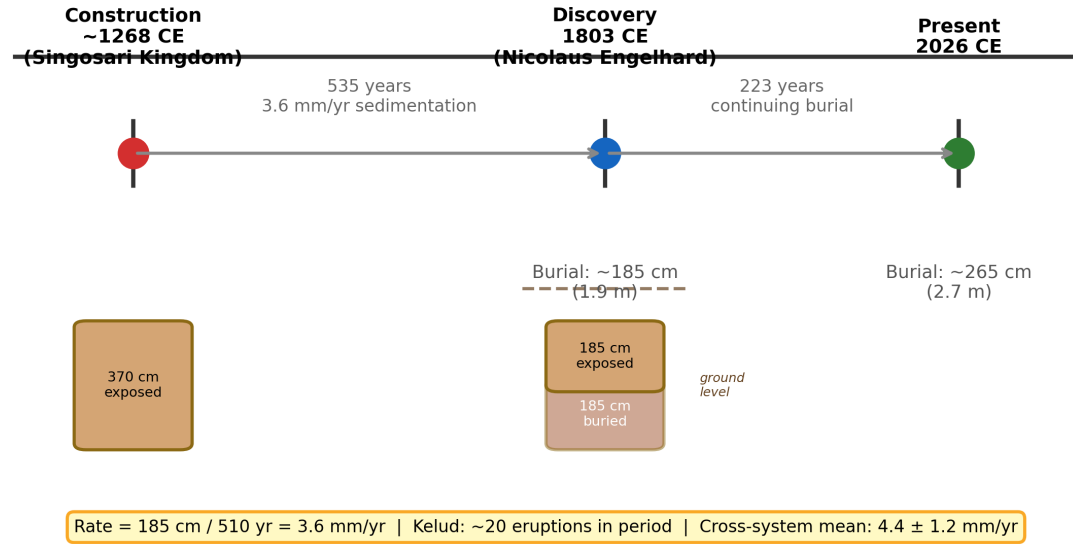 Construction
~1268 CE
(Singosari Kingdom)
Discovery
1803 CE
(Nicolaus Engelhard)
Present
2026 CE
535 years
3.6 mm/yr sedimentation
223 years
continuing burial
Burial: ~185 cm
(1.9 m)
Burial: ~265 cm
(2.7 m)
370 cm
exposed
185 cm
exposed
185 cm
buried
ground
level
Rate = 185 cm / 510 yr = 3.6 mm/yr | Kelud: ~20 eruptions in period | Cross-system mean: 4.4 ± 1.2 mm/yr